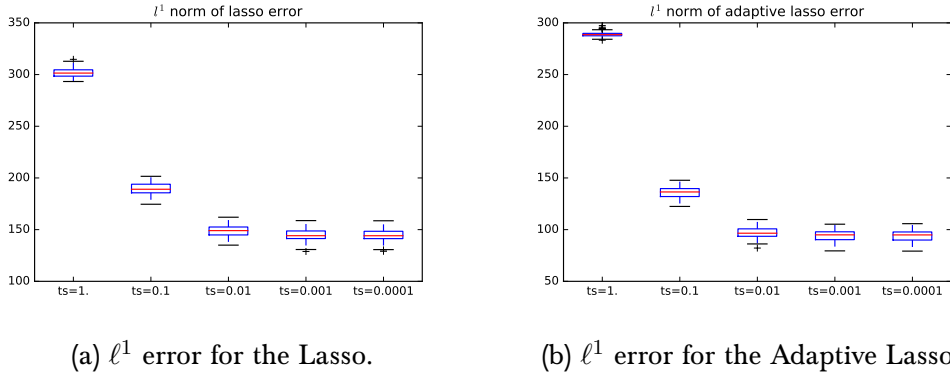 ℓ¹ norm of lasso error
350
300
250
200
150
100
ts=1. ts=0.1 ts=0.01 ts=0.001 ts=0.0001
(a) ℓ¹ error for the Lasso.
ℓ¹ norm of adaptive lasso error
300
250
200
150
100
50
ts=1. ts=0.1 ts=0.01 ts=0.001 ts=0.0001
(b) ℓ¹ error for the Adaptive Lasso